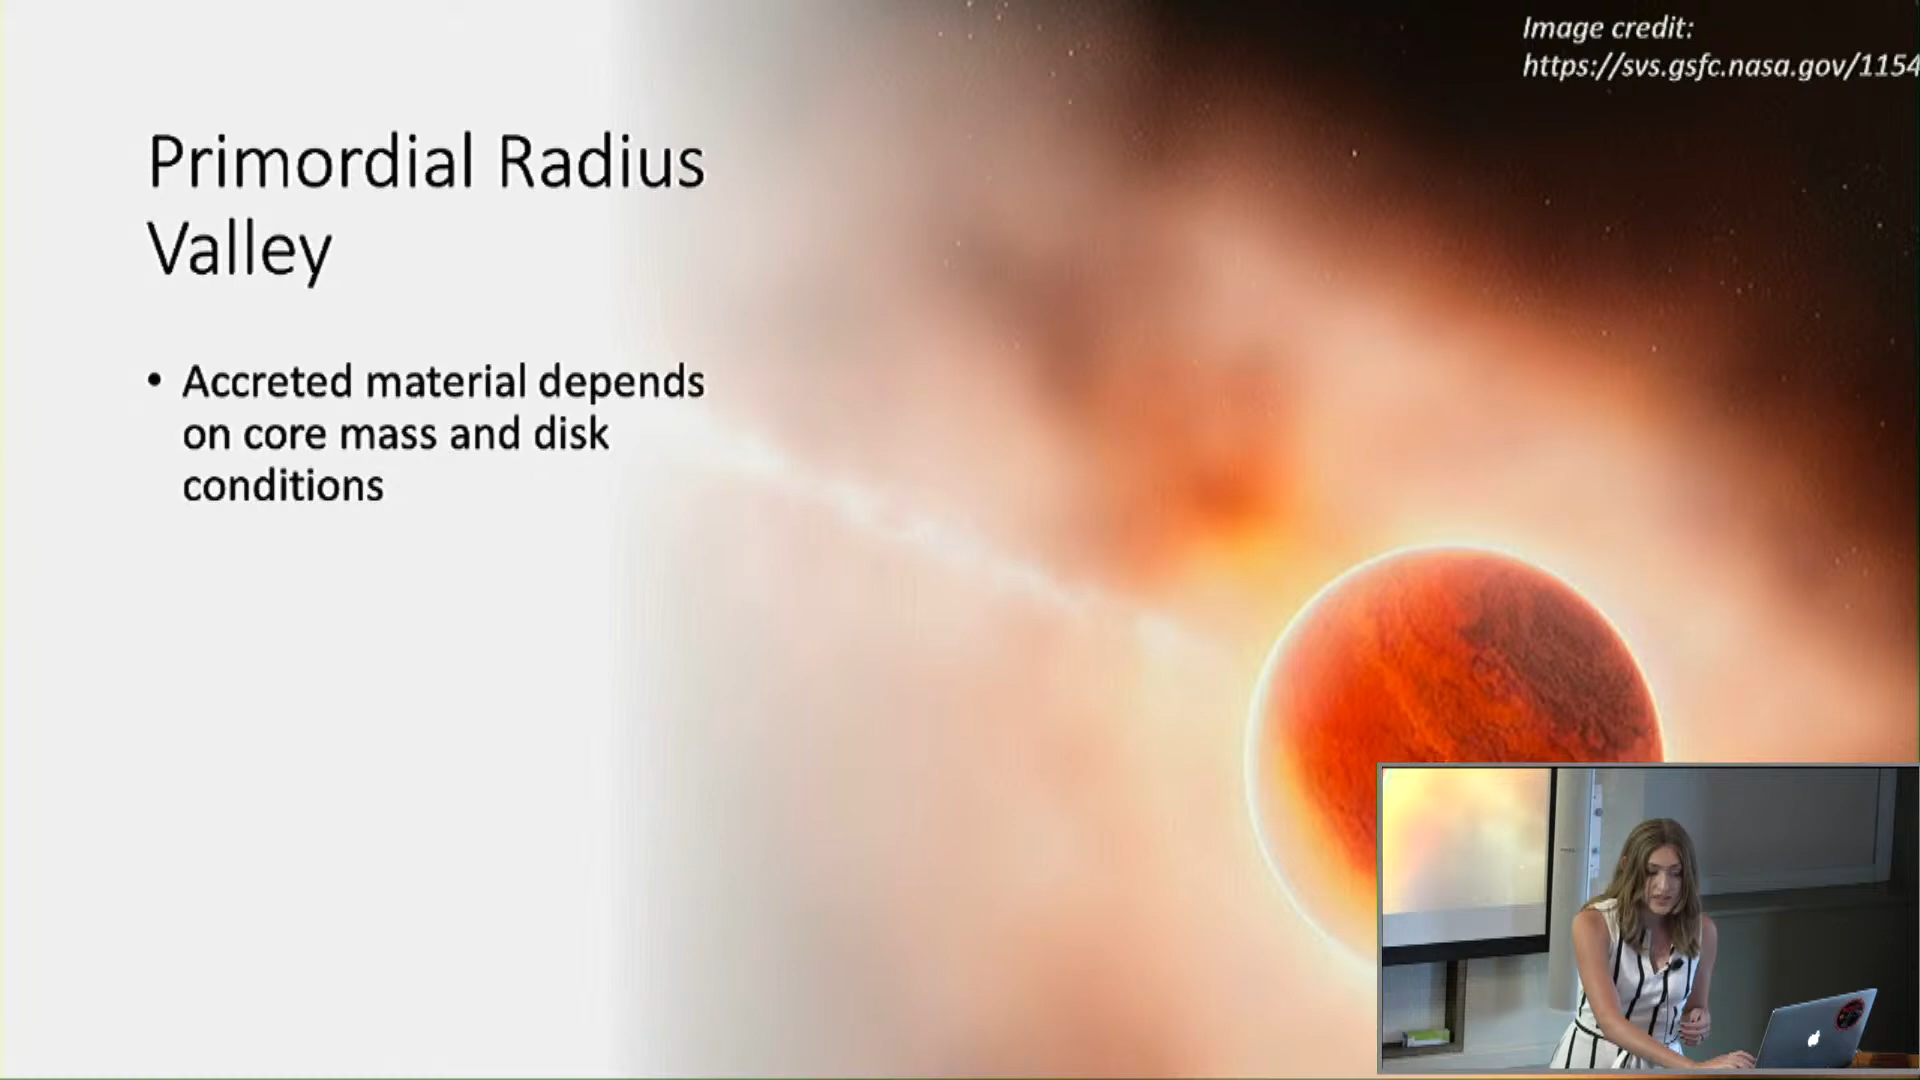 Image credit:
https://svs.gsfc.nasa.gov/1154
Primordial Radius
Valley
• Accreted material depends
on core mass and disk
conditions